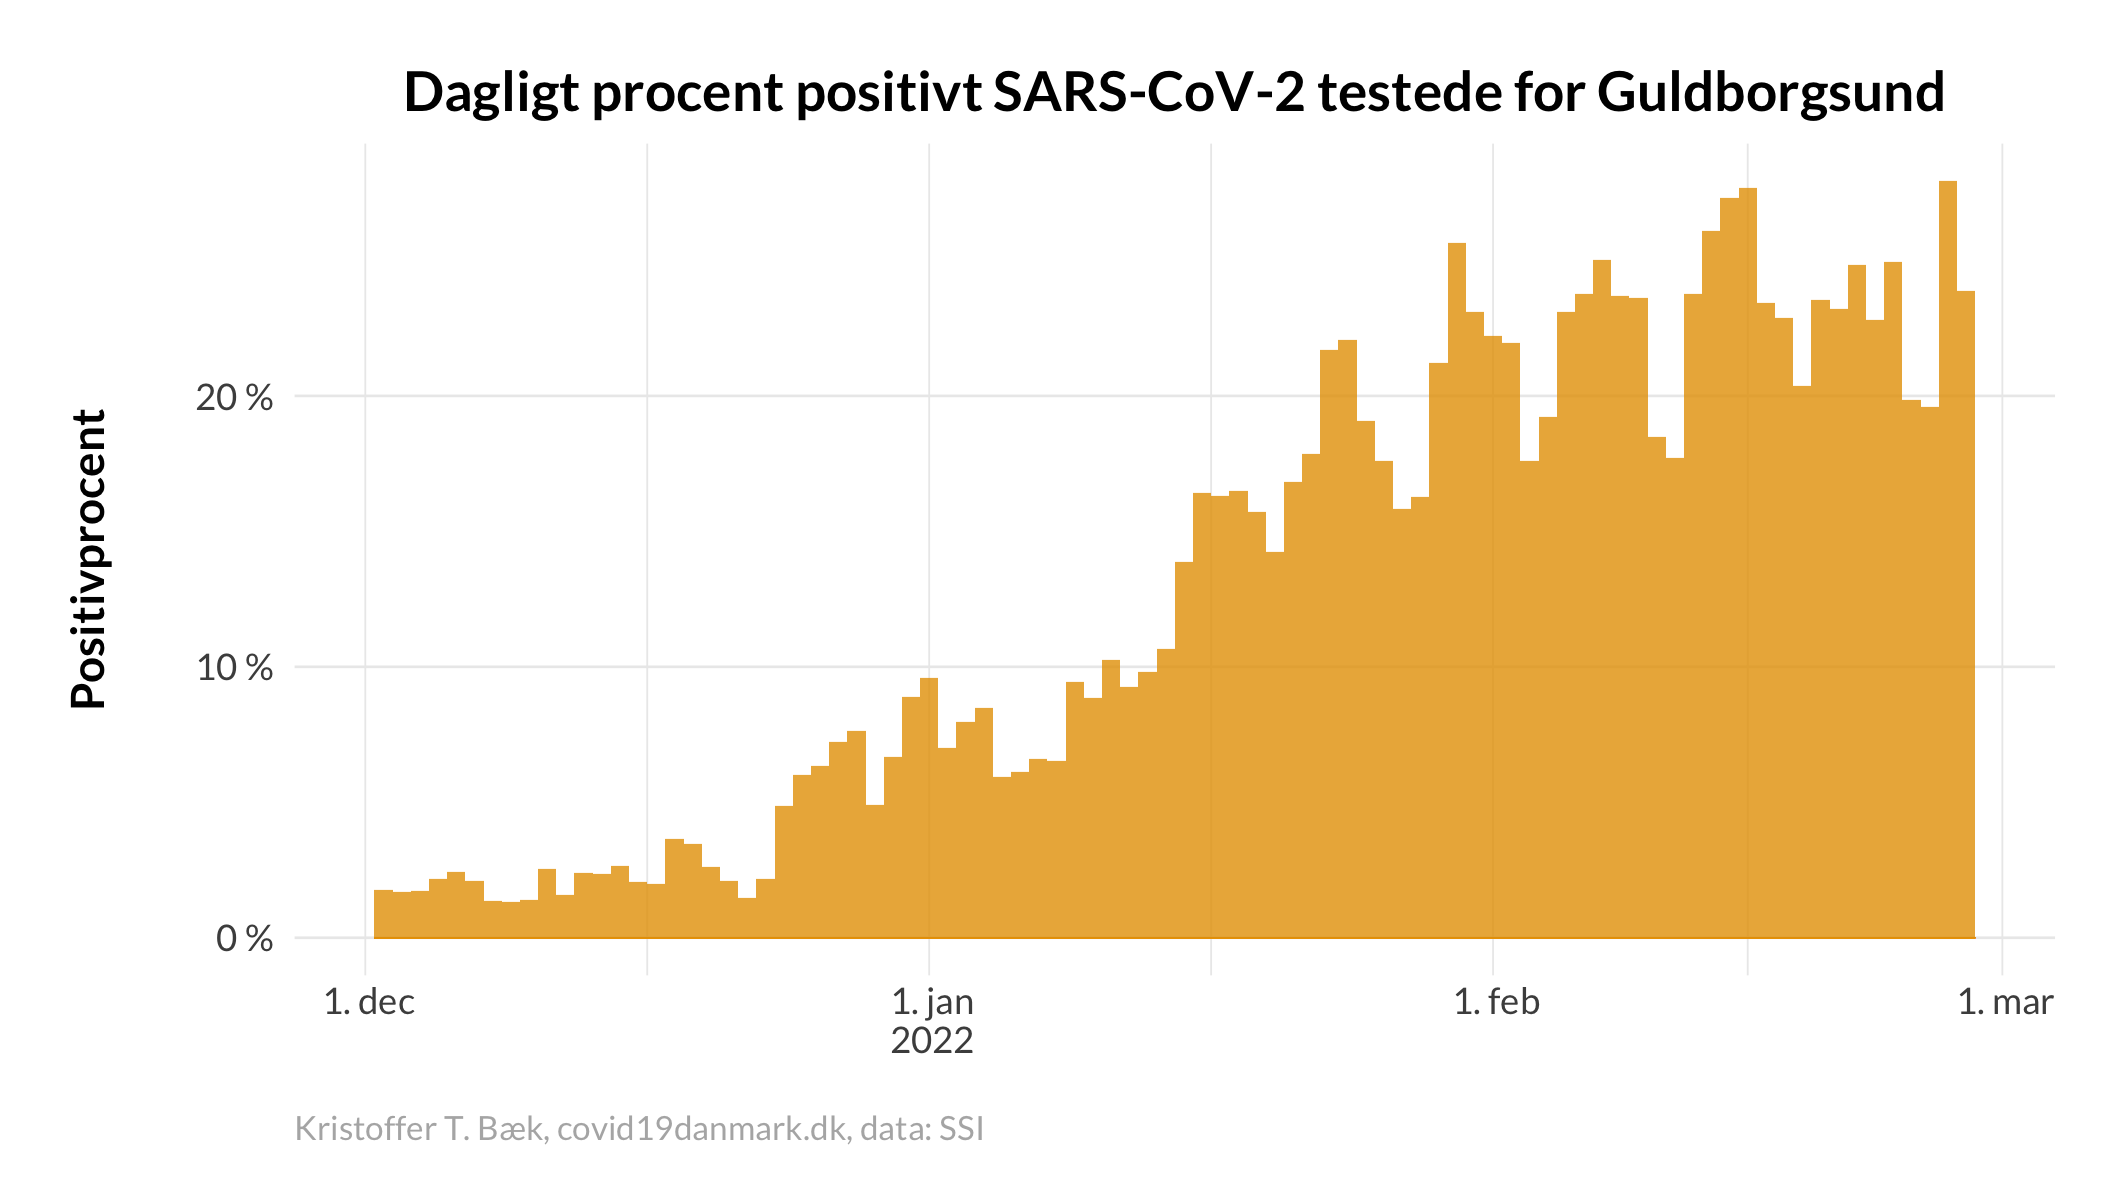 Dagligt procent positivt SARS-CoV-2 testede for Guldborgsund
Positivprocent
20 %
10 %
0 %
1. dec
1. jan
2022
1. feb
1. mar
Kristoffer T. Bæk, covid19danmark.dk, data: SSI